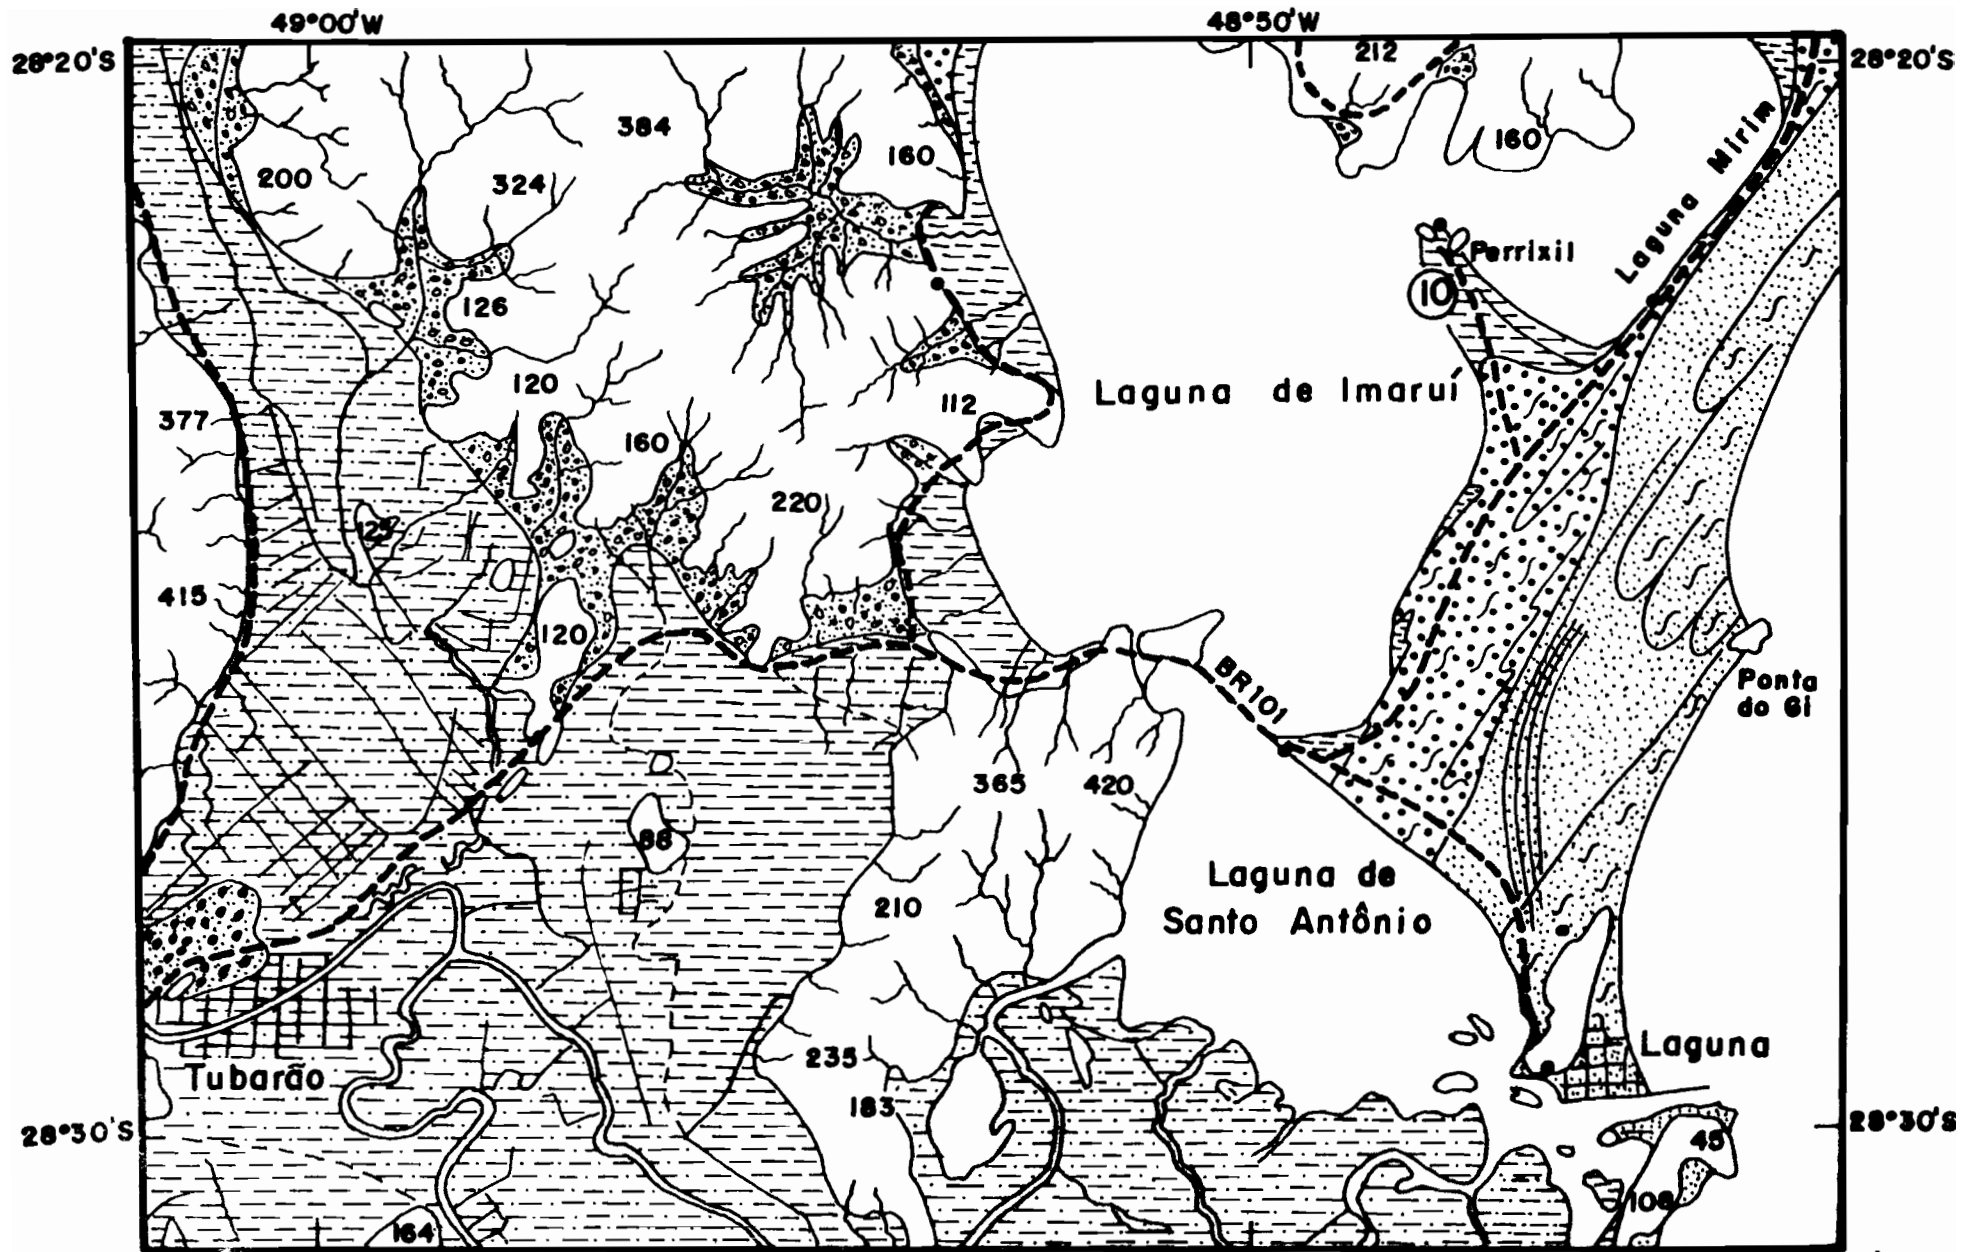 49°00'W
48°50'W
28°20'S
28°20'S
212
384
160
160
200
324
Laguna Mirim
Perrixil
10
126
120
112
Laguna de Imaruí
377
160
220
125
415
120
BR101
Ponta
do Gi
365
420
88
Laguna de
Santo Antônio
210
235
Laguna
Tubarão
183
28°30'S
28°30'S
45
108
164